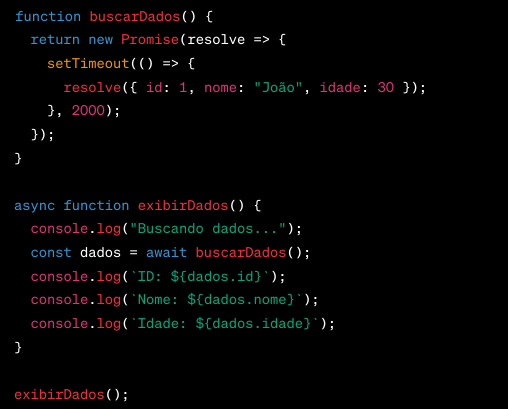 function buscarDados() {
  return new Promise(resolve => {
    setTimeout(() => {
      resolve({ id: 1, nome: "João", idade: 30 });
    }, 2000);
  });
}

async function exibirDados() {
  console.log("Buscando dados...");
  const dados = await buscarDados();
  console.log(`ID: ${dados.id}`);
  console.log(`Nome: ${dados.nome}`);
  console.log(`Idade: ${dados.idade}`);
}

exibirDados();